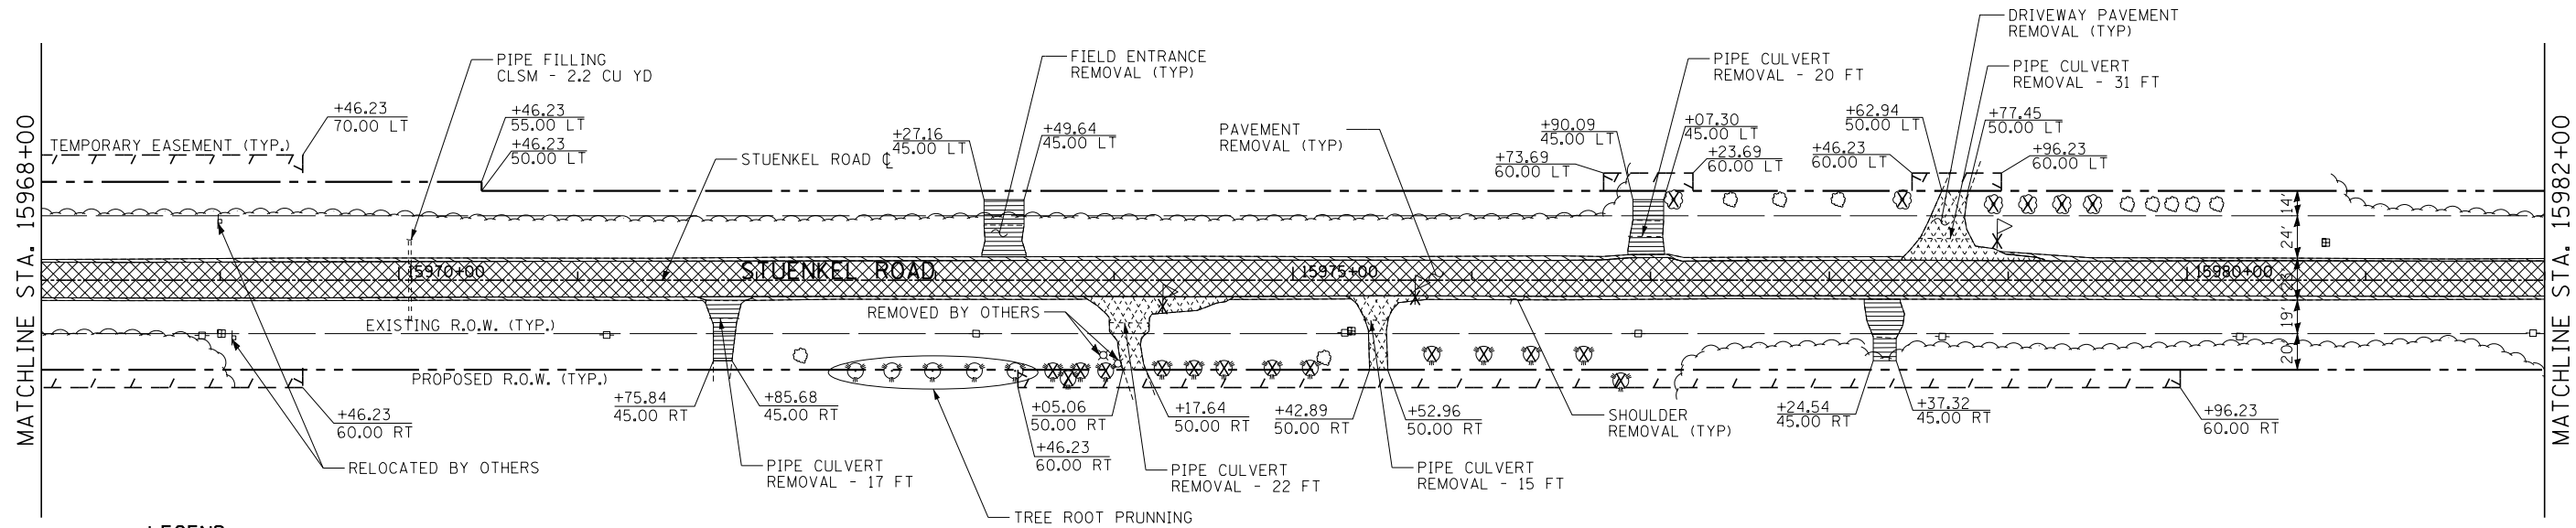 DRIVEWAY PAVEMENT
REMOVAL (TYP)
PIPE FILLING
CLSM - 2.2 CU YD
FIELD ENTRANCE
REMOVAL (TYP)
PIPE CULVERT
REMOVAL - 20 FT
PIPE CULVERT
REMOVAL - 31 FT
+46.23
70.00 LT
+46.23
55.00 LT
+46.23
50.00 LT
+27.16
45.00 LT
+49.64
45.00 LT
PAVEMENT
REMOVAL (TYP)
+90.09
45.00 LT
+07.30
45.00 LT
+73.69
60.00 LT
+23.69
60.00 LT
+62.94
50.00 LT
+77.45
50.00 LT
+46.23
60.00 LT
+96.23
60.00 LT
TEMPORARY EASEMENT (TYP.)
STUENKEL ROAD ℄
MATCHLINE STA. 15968+00
MATCHLINE STA. 15982+00
14'
24'
19'
20'
15970+00
STUENKEL ROAD
15975+00
15980+00
EXISTING R.O.W. (TYP.)
REMOVED BY OTHERS
PROPOSED R.O.W. (TYP.)
+46.23
60.00 RT
+75.84
45.00 RT
+85.68
45.00 RT
+05.06
50.00 RT
+17.64
50.00 RT
+46.23
60.00 RT
+42.89
50.00 RT
+52.96
50.00 RT
SHOULDER
REMOVAL (TYP)
+24.54
45.00 RT
+37.32
45.00 RT
+96.23
60.00 RT
RELOCATED BY OTHERS
PIPE CULVERT
REMOVAL - 17 FT
PIPE CULVERT
REMOVAL - 22 FT
PIPE CULVERT
REMOVAL - 15 FT
TREE ROOT PRUNNING